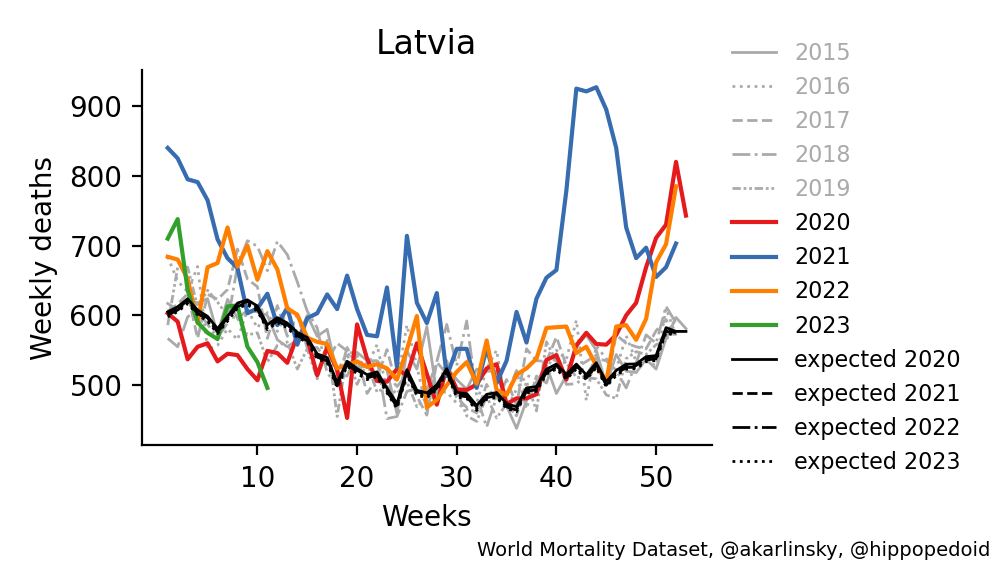 Latvia
Weekly deaths
900
800
700
600
500
10 20 30 40 50
Weeks
2015
2016
2017
2018
2019
2020
2021
2022
2023
expected 2020
expected 2021
expected 2022
expected 2023
World Mortality Dataset, @akarlinsky, @hippopedoid